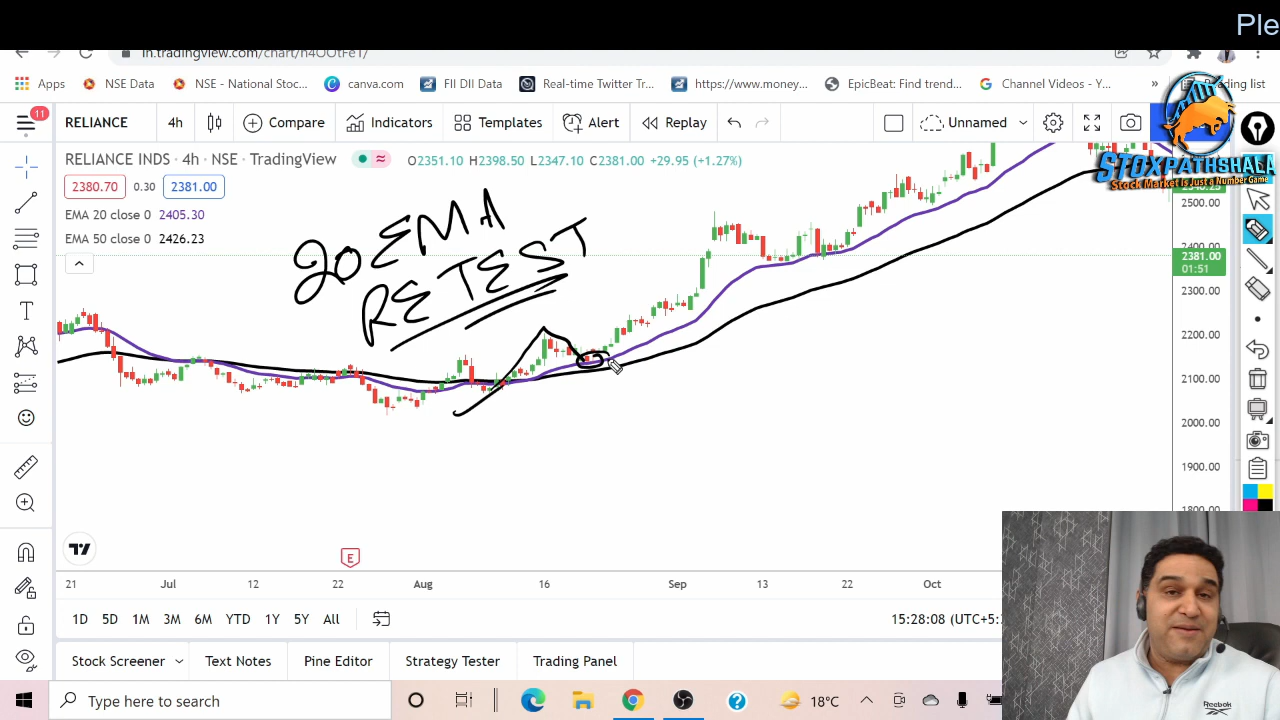 Ple
in.tradingview.com/chart/n4OOtFe1/
Apps NSE Data NSE - National Stoc... canva.com FII DII Data Real-time Twitter Tr... https://www.money... EpicBeat: Find trend... Channel Videos - Y... » Reading list
11 RELIANCE 4h Compare Indicators Templates Alert Replay Unnamed
STOXPATHSHALA
Stock Market is Just a Number Game
RELIANCE INDS · 4h · NSE · TradingView O2351.10 H2398.50 L2347.10 C2381.00 +29.95 (+1.27%)
2380.70 0.30 2381.00
EMA 20 close 0 2405.30
EMA 50 close 0 2426.23
20 EMA
RETEST
2500.00
2400.00
2381.00
01:51
2300.00
2200.00
2100.00
2000.00
1900.00
1800.00
E
21 Jul 12 22 Aug 16 Sep 13 22 Oct
1D 5D 1M 3M 6M YTD 1Y 5Y All 15:28:08 (UTC+5:
Stock Screener Text Notes Pine Editor Strategy Tester Trading Panel
Type here to search 18°C
Reebok